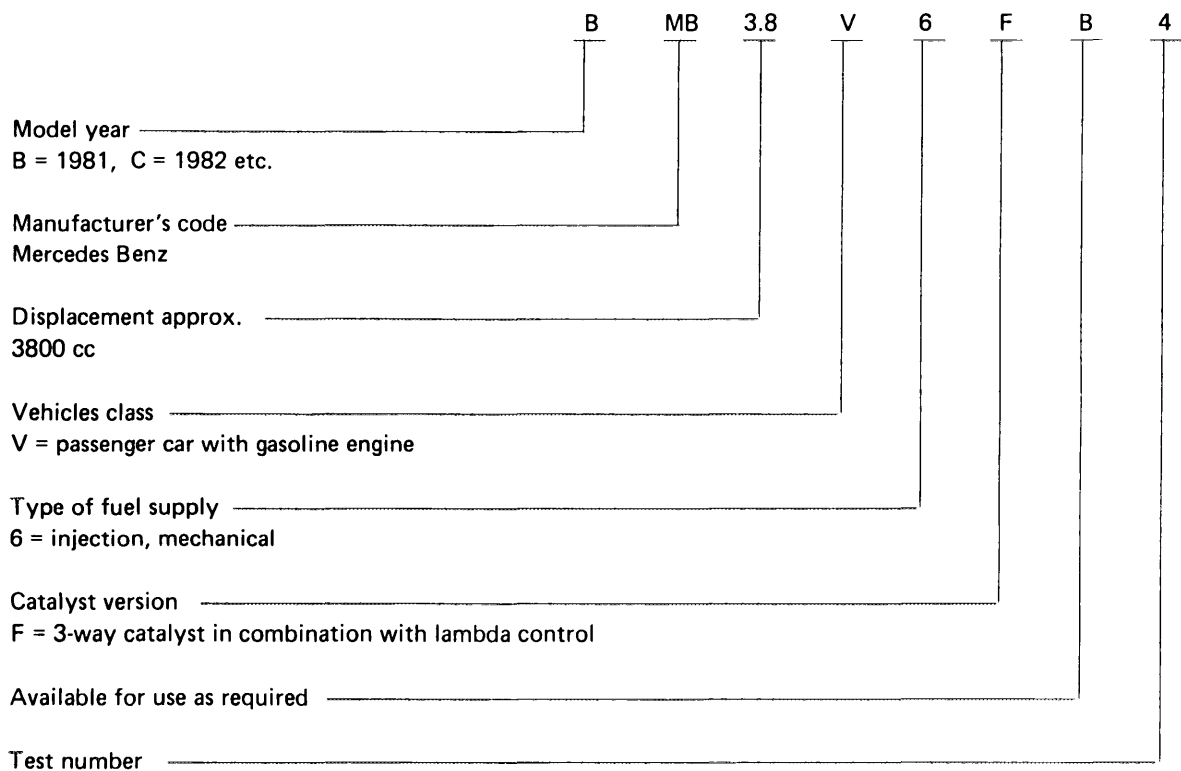 B MB 3.8 V 6 F B 4
Model year
B = 1981, C = 1982 etc.
Manufacturer's code
Mercedes Benz
Displacement approx.
3800 cc
Vehicles class
V = passenger car with gasoline engine
Type of fuel supply
6 = injection, mechanical
Catalyst version
F = 3-way catalyst in combination with lambda control
Available for use as required
Test number